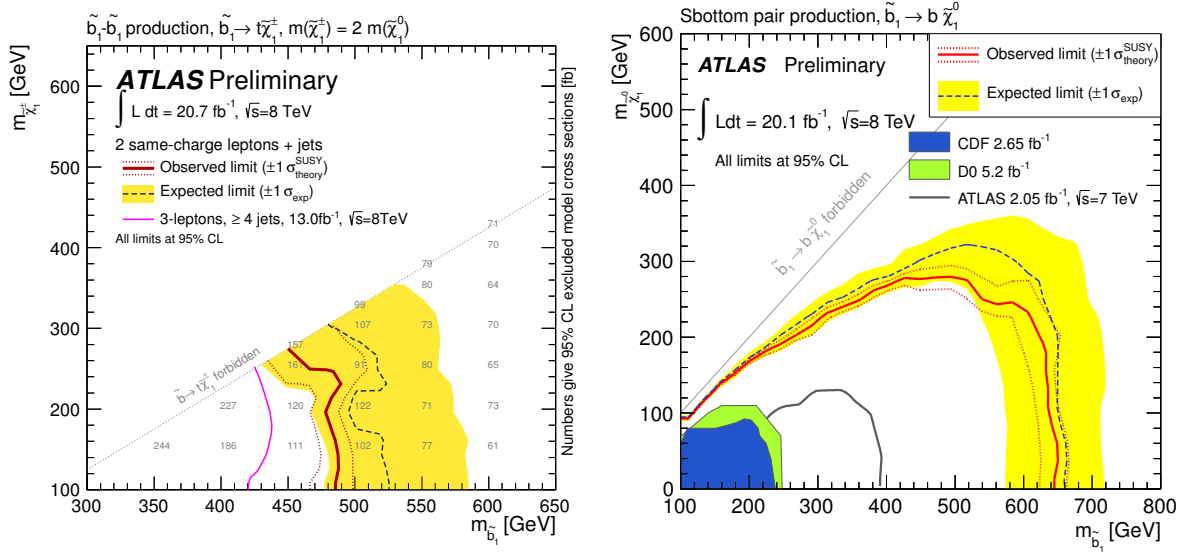 b̃₁-b̃₁ production, b̃₁→ tχ̃₁±, m(χ̃₁±) = 2 m(χ̃₁⁰)
ATLAS Preliminary
∫ L dt = 20.7 fb⁻¹, √s=8 TeV
2 same-charge leptons + jets
Observed limit (±1 σ^SUSY_theory)
Expected limit (±1 σ_exp)
3-leptons, ≥ 4 jets, 13.0fb⁻¹, √s=8TeV
All limits at 95% CL
b̃→ tχ̃₁± forbidden
m_χ̃₁± [GeV]
600
500
400
300
200
100
71
70
79
80 64
99
107 73 70
157
161 91 80 65
227 120 122 71 73
244 186 111 102 77 61
300 350 400 450 500 550 600 650
m_b̃₁ [GeV]
Numbers give 95% CL excluded model cross sections [fb]
Sbottom pair production, b̃₁→ b χ̃₁⁰
ATLAS Preliminary
∫ Ldt = 20.1 fb⁻¹, √s=8 TeV
All limits at 95% CL
Observed limit (±1 σ^SUSY_theory)
Expected limit (±1 σ_exp)
CDF 2.65 fb⁻¹
D0 5.2 fb⁻¹
ATLAS 2.05 fb⁻¹, √s=7 TeV
b̃₁→ b χ̃₁⁰ forbidden
m_χ̃₁⁰ [GeV]
600
500
400
300
200
100
0
100 200 300 400 500 600 700 800
m_b̃₁ [GeV]